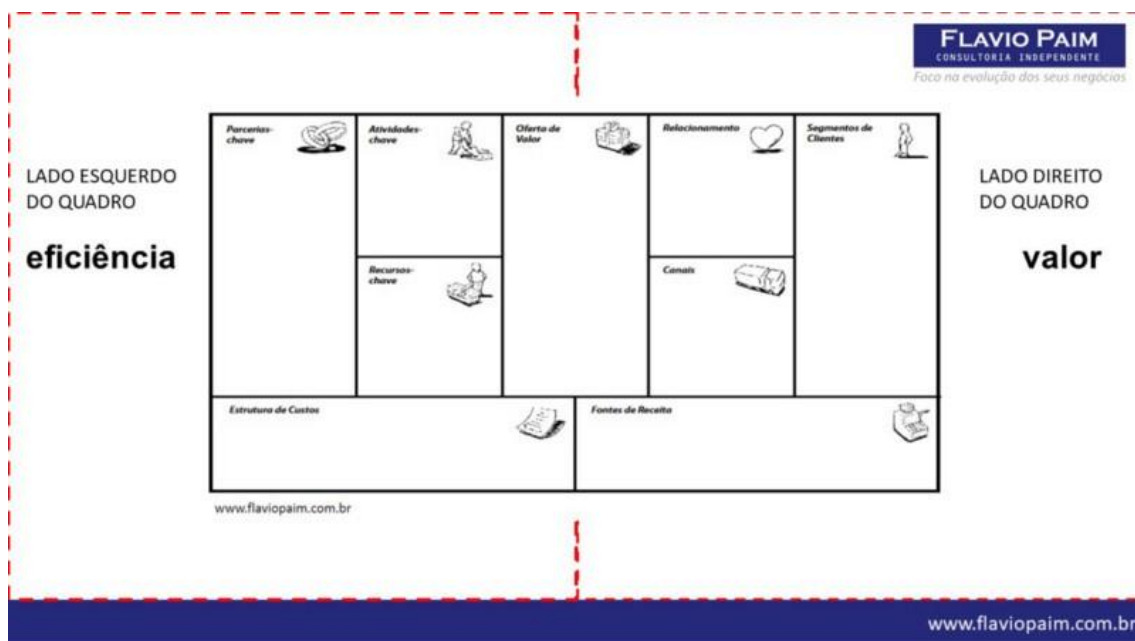 FLAVIO PAIM
CONSULTORIA INDEPENDENTE
Foco na evolução dos seus negócios
LADO ESQUERDO
DO QUADRO
eficiência
Parcerias-
chave
Atividades-
chave
Recursos-
chave
Oferta de
Valor
Relacionamento
Canais
Segmentos de
Clientes
Estrutura de Custos
Fontes de Receita
LADO DIREITO
DO QUADRO
valor
www.flaviopaim.com.br
www.flaviopaim.com.br